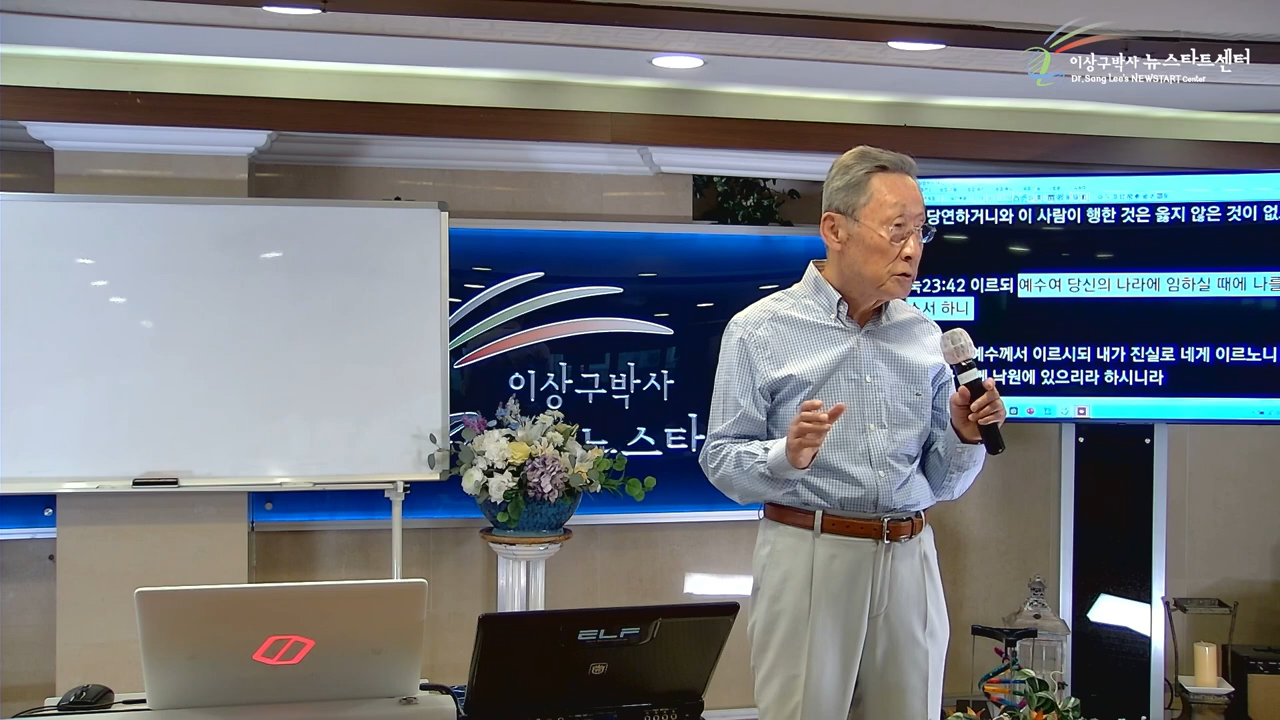 이상구박사 뉴스타트센터
Dr. Sang Lee's NEWSTART Center
당연하거니와 이 사람이 행한 것은 옳지 않은 것이
23:42 이르되 예수여 당신의 나라에 임하실 때에 나를
하니
예수께서 이르시되 내가 진실로 네게 이르노니
낙원에 있으리라 하시니라
이상구박사
뉴스타
ELF